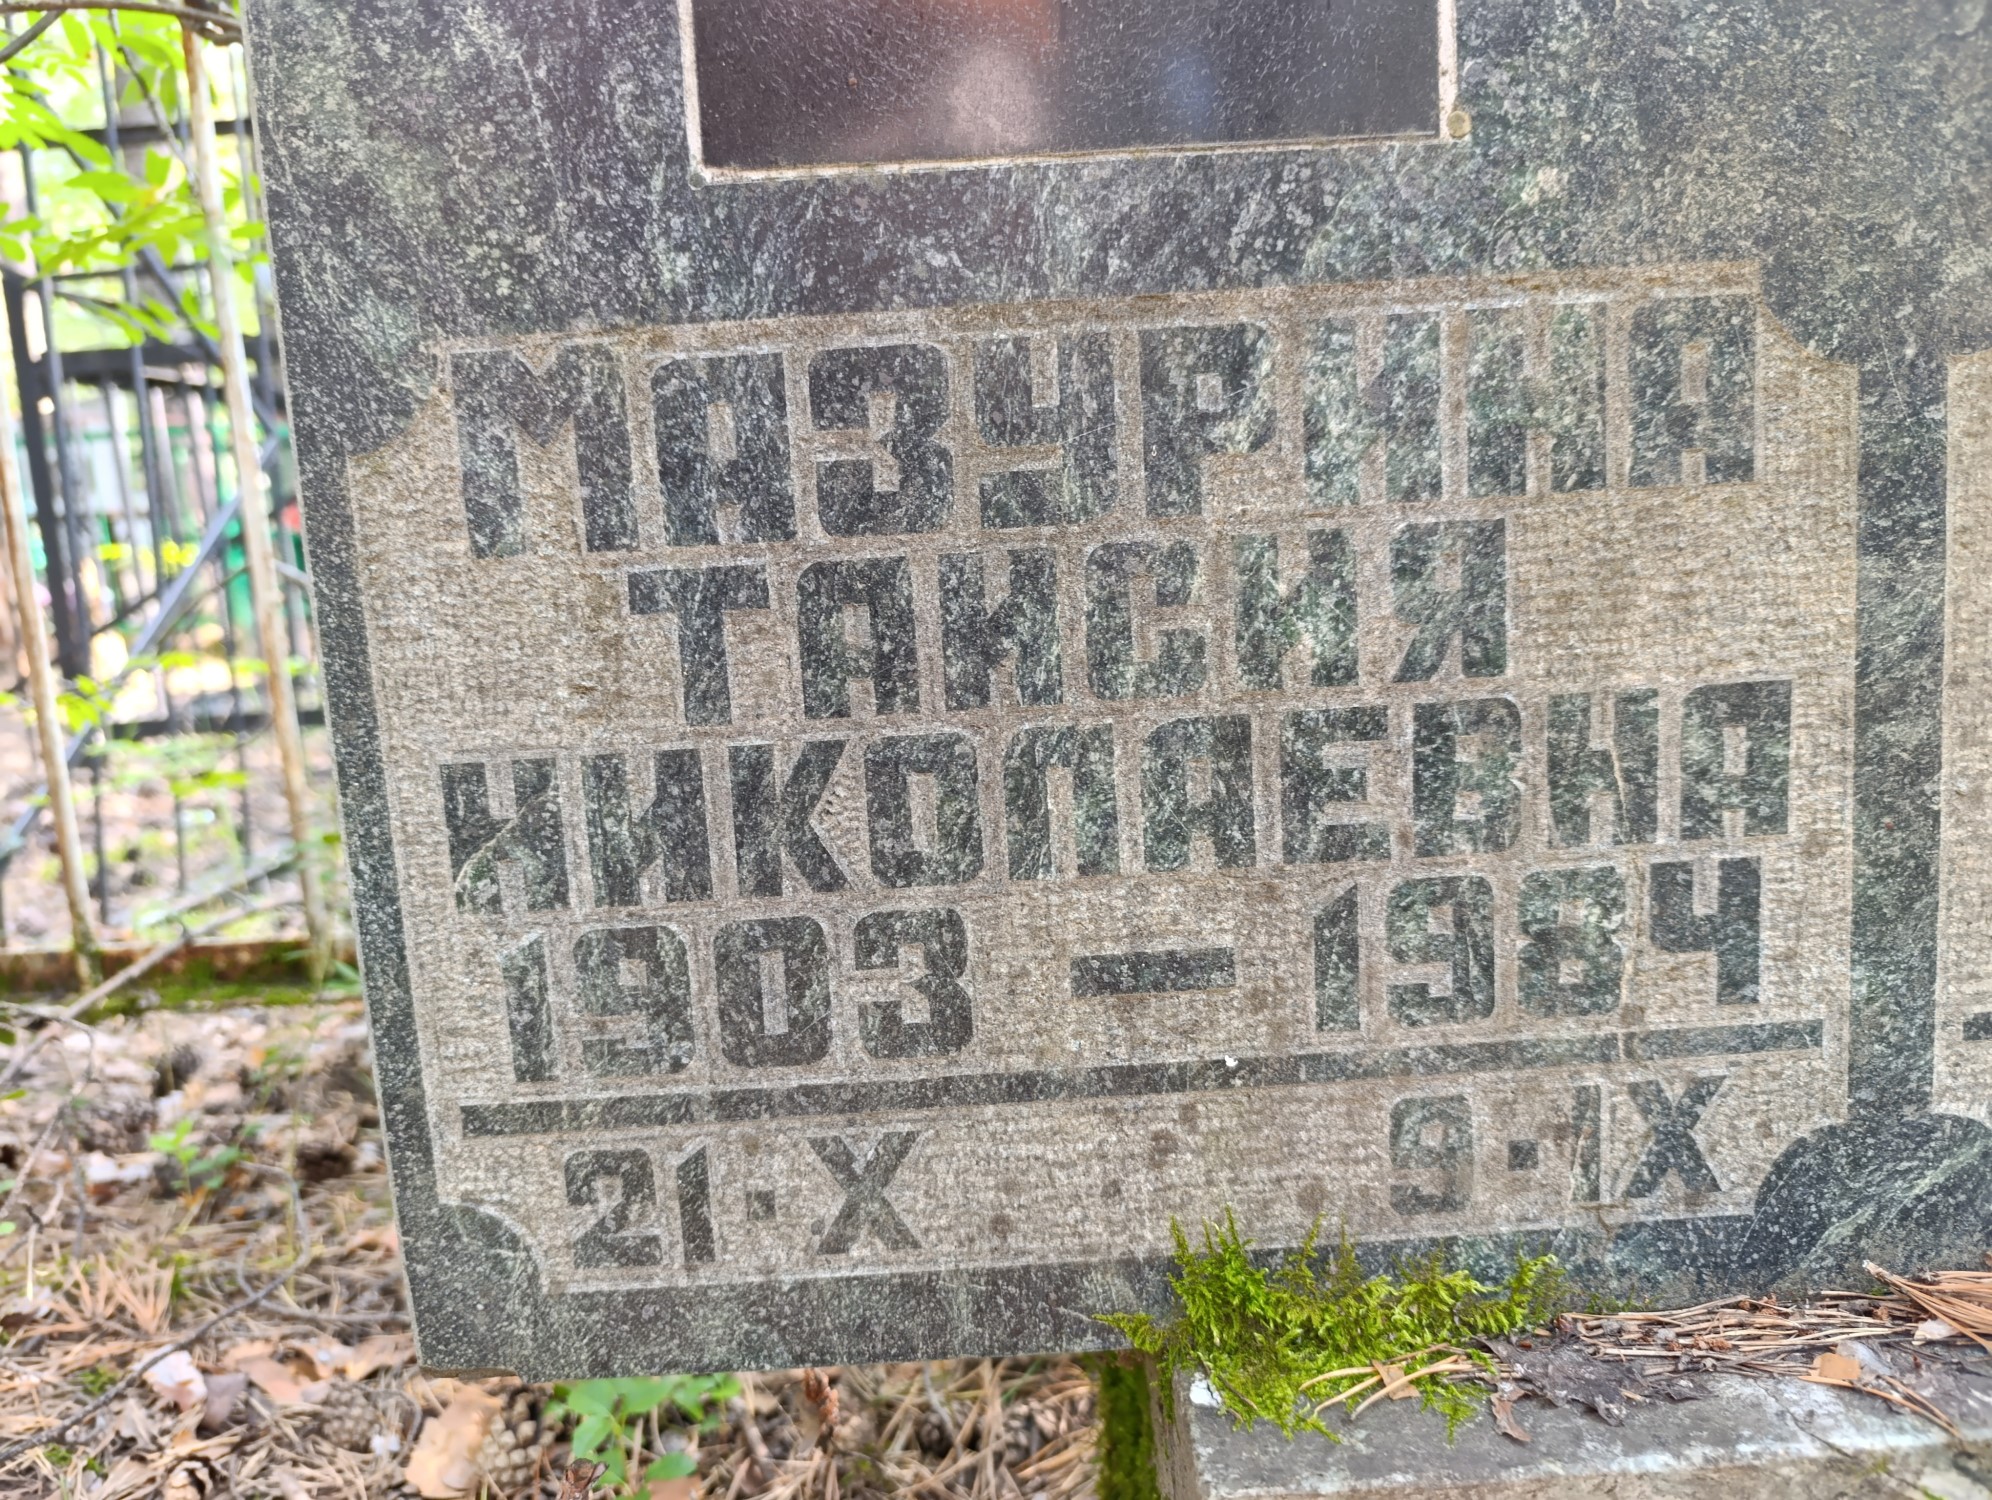 МАЗУРИНА
ТАИСИЯ
НИКОЛАЕВНА
1903 — 1984
21·X 9·IX